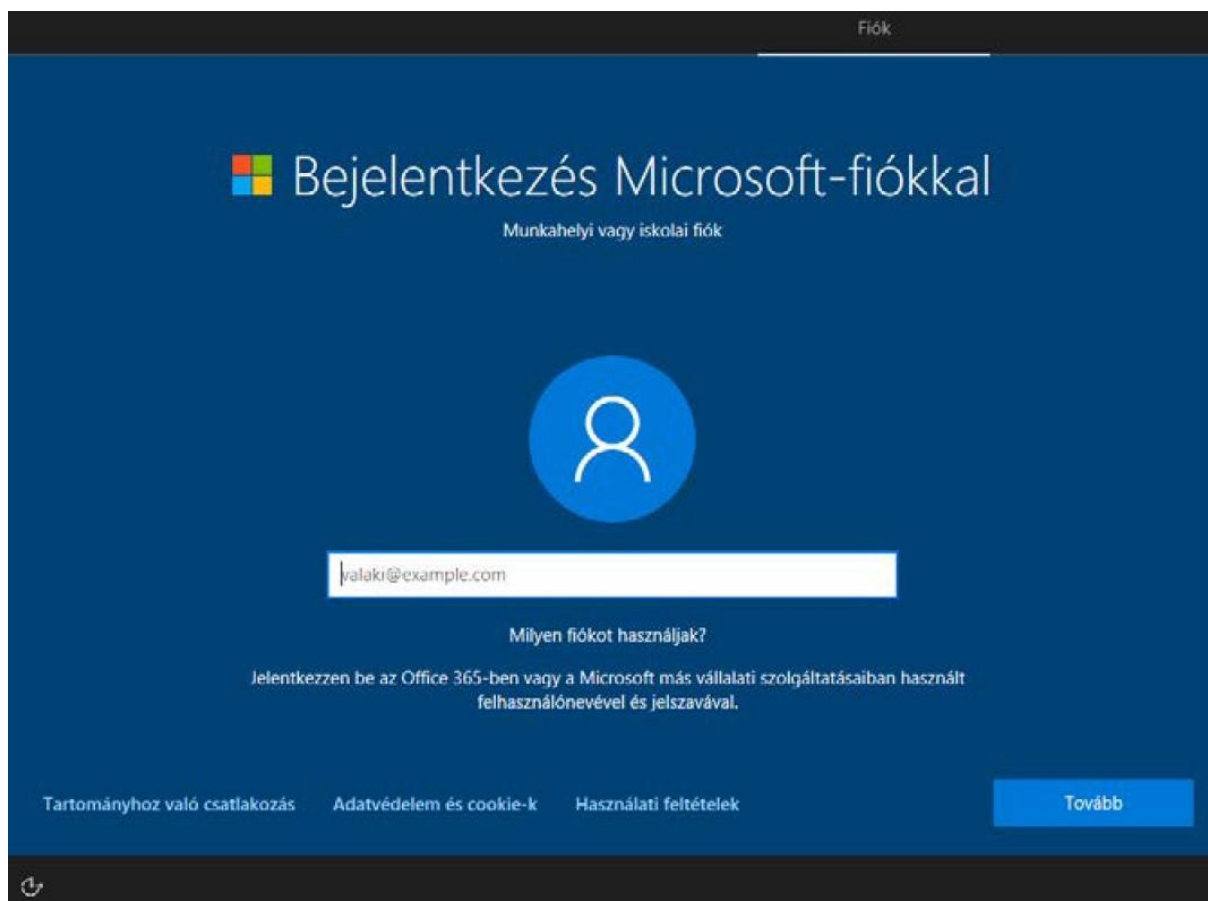 Fiók
Bejelentkezés Microsoft-fiókkal
Munkahelyi vagy iskolai fiók
valaki@example.com
Milyen fiókot használjak?
Jelentkezzen be az Office 365-ben vagy a Microsoft más vállalati szolgáltatásaiban használt
felhasználónevével és jelszavával.
Tartományhoz való csatlakozás Adatvédelem és cookie-k Használati feltételek Tovább